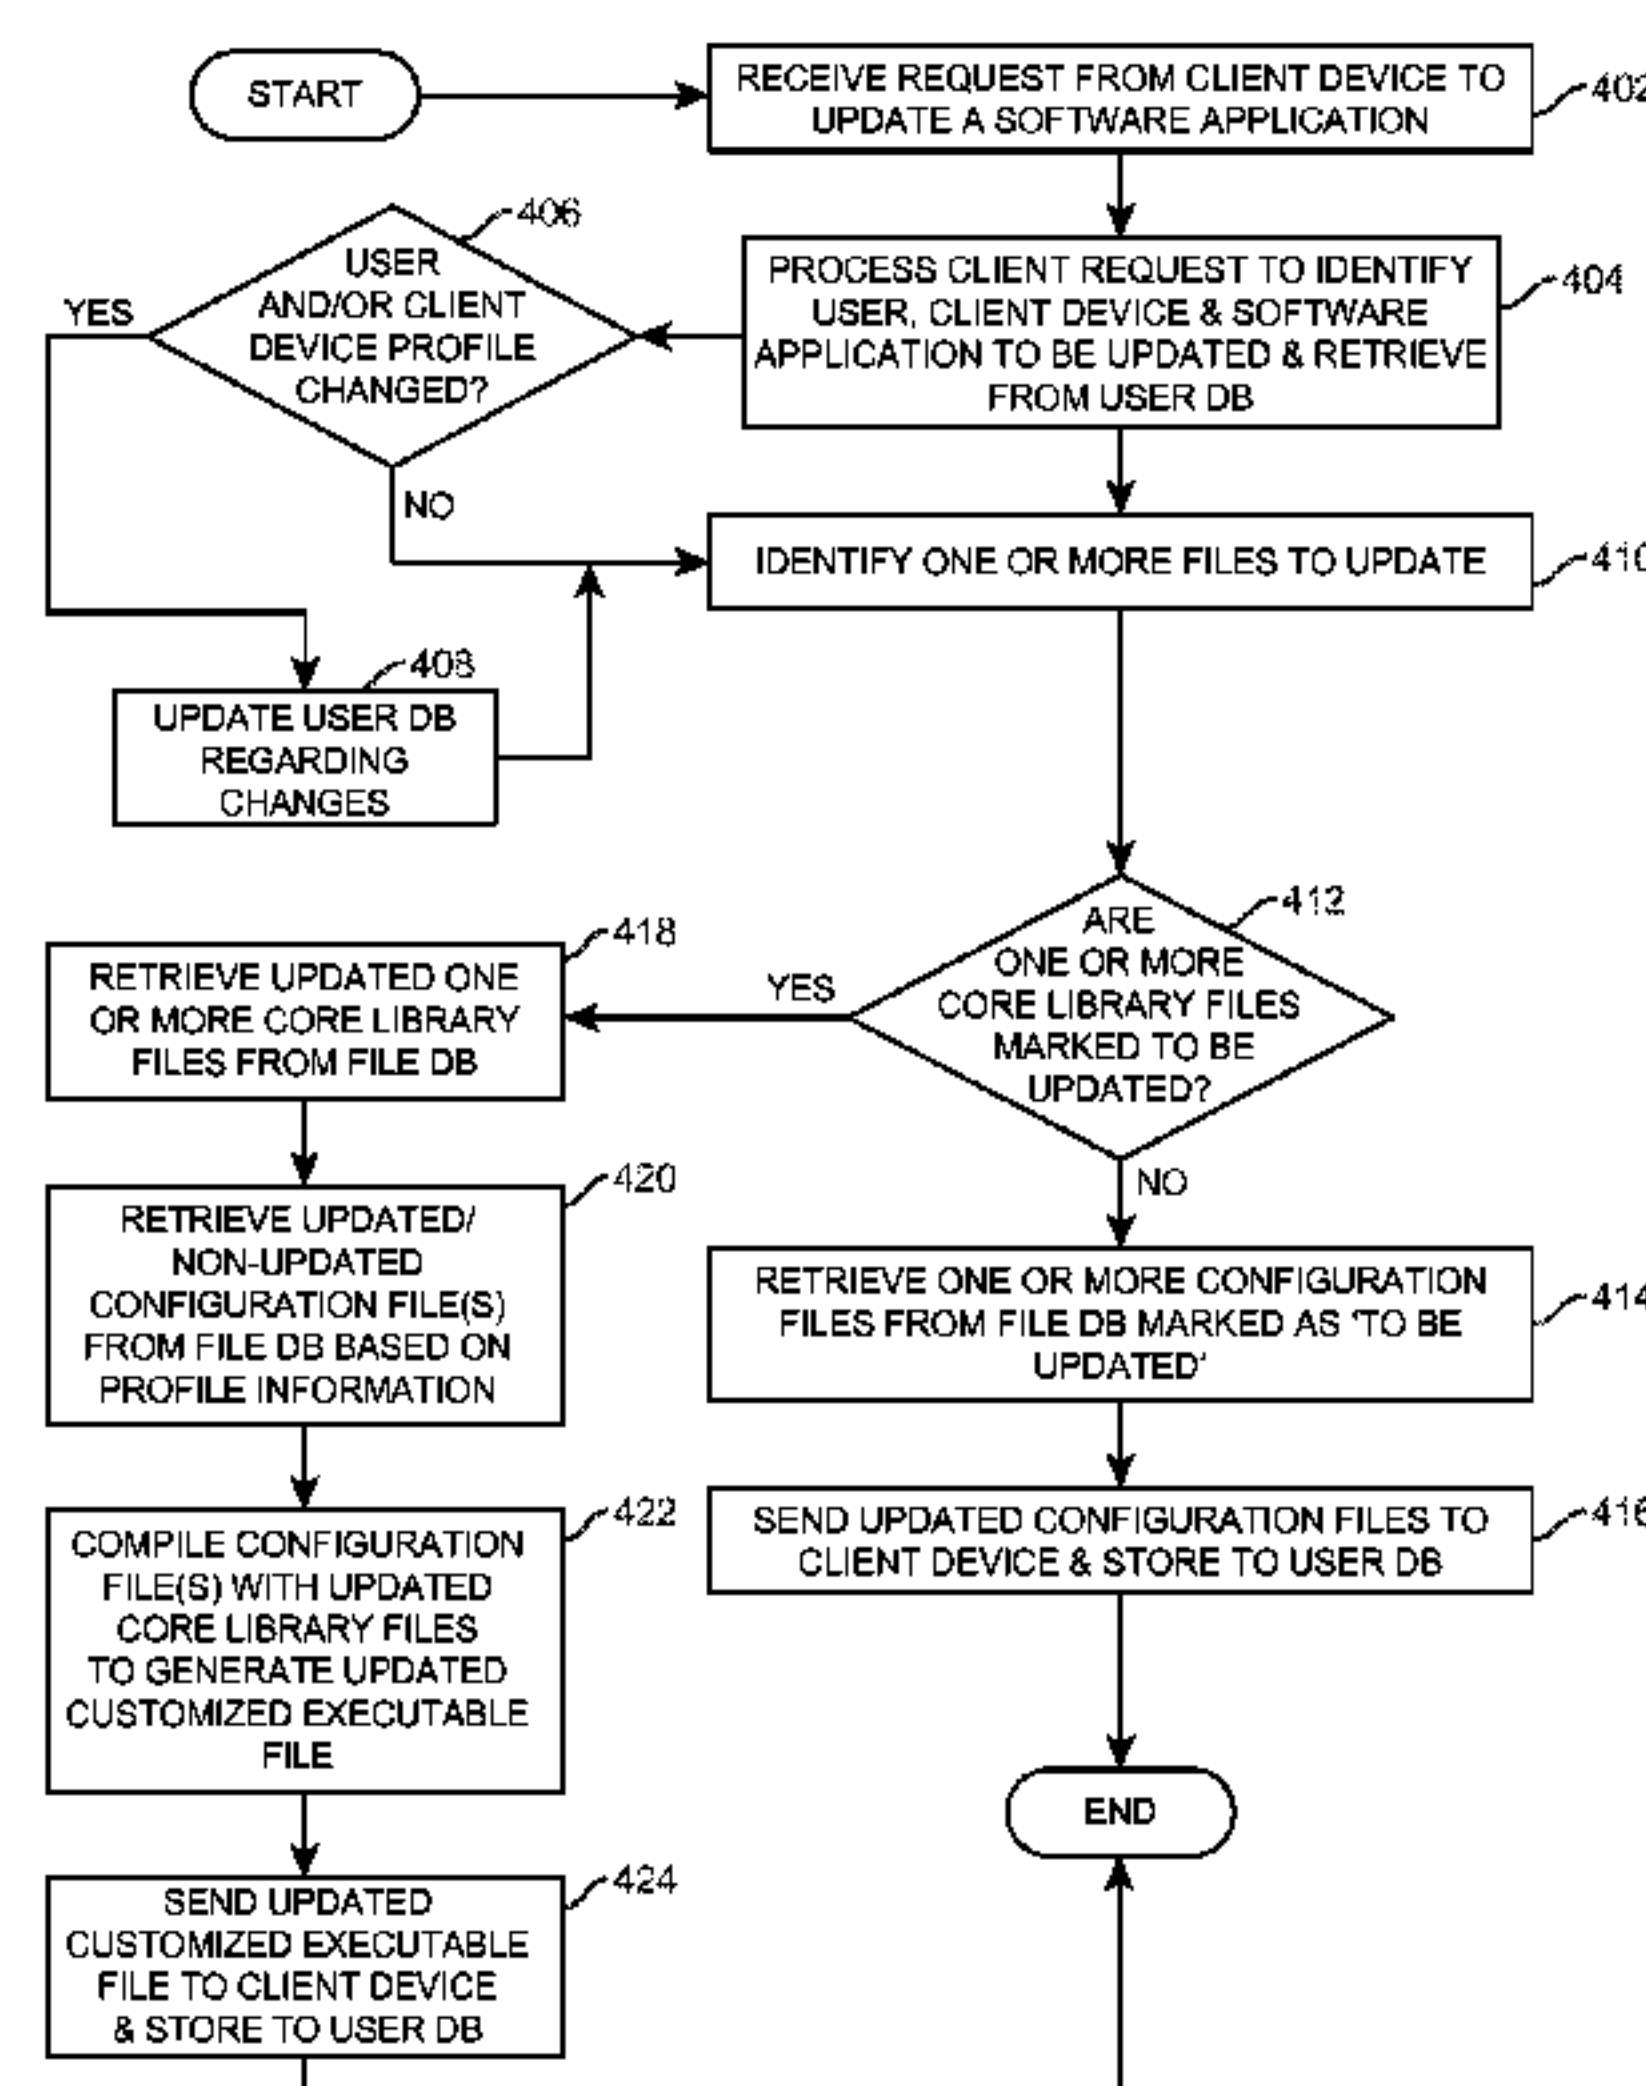 START
RECEIVE REQUEST FROM CLIENT DEVICE TO
UPDATE A SOFTWARE APPLICATION
402
406
USER
AND/OR CLIENT
DEVICE PROFILE
CHANGED?
YES
NO
PROCESS CLIENT REQUEST TO IDENTIFY
USER, CLIENT DEVICE & SOFTWARE
APPLICATION TO BE UPDATED & RETRIEVE
FROM USER DB
404
IDENTIFY ONE OR MORE FILES TO UPDATE
410
408
UPDATE USER DB
REGARDING
CHANGES
412
ARE
ONE OR MORE
CORE LIBRARY FILES
MARKED TO BE
UPDATED?
YES
NO
418
RETRIEVE UPDATED ONE
OR MORE CORE LIBRARY
FILES FROM FILE DB
420
RETRIEVE UPDATED/
NON-UPDATED
CONFIGURATION FILE(S)
FROM FILE DB BASED ON
PROFILE INFORMATION
RETRIEVE ONE OR MORE CONFIGURATION
FILES FROM FILE DB MARKED AS 'TO BE
UPDATED'
414
SEND UPDATED CONFIGURATION FILES TO
CLIENT DEVICE & STORE TO USER DB
416
422
COMPILE CONFIGURATION
FILE(S) WITH UPDATED
CORE LIBRARY FILES
TO GENERATE UPDATED
CUSTOMIZED EXECUTABLE
FILE
END
424
SEND UPDATED
CUSTOMIZED EXECUTABLE
FILE TO CLIENT DEVICE
& STORE TO USER DB